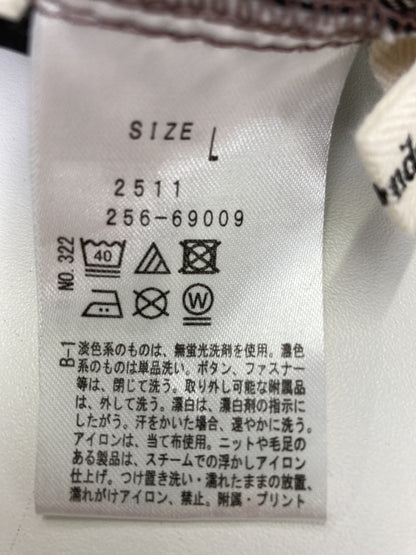 SIZE L
2511
256-69009
NO. 322
40
W
B-1
淡色系のものは、無蛍光洗剤を使用。濃色
系のものは単品洗い。ボタン、ファスナー
等は、閉じて洗う。取り外し可能な附属品
は、外して洗う。漂白は、漂白剤の指示に
したがう。汗をかいた場合、速やかに洗う。
アイロンは、当て布使用。ニットや毛足の
ある製品は、スチームでの浮かしアイロン
仕上げ。つけ置き洗い・濡れたままの放置、
濡れがけアイロン、禁止。附属・プリント